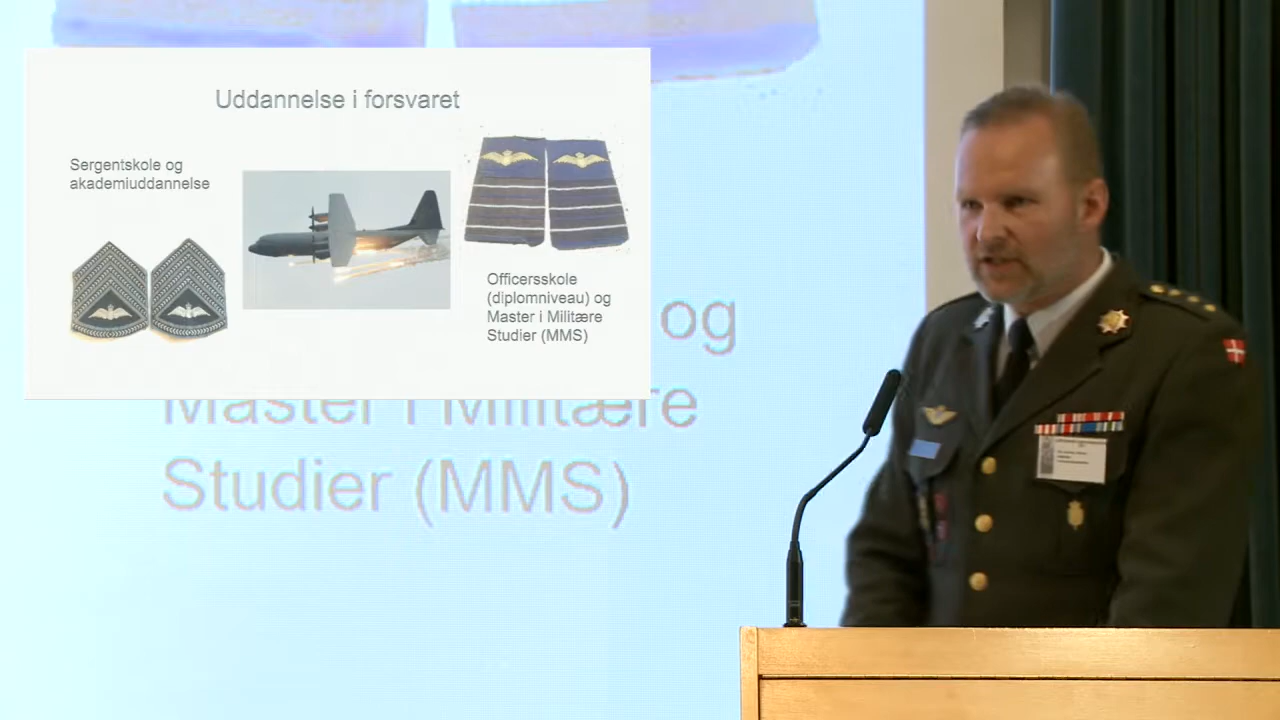 Uddannelse i forsvaret
Sergentskole og
akademiuddannelse
Officersskole
(diplomniveau) og
Master i Militære
Studier (MMS)
og
Master i Militære
Studier (MMS)